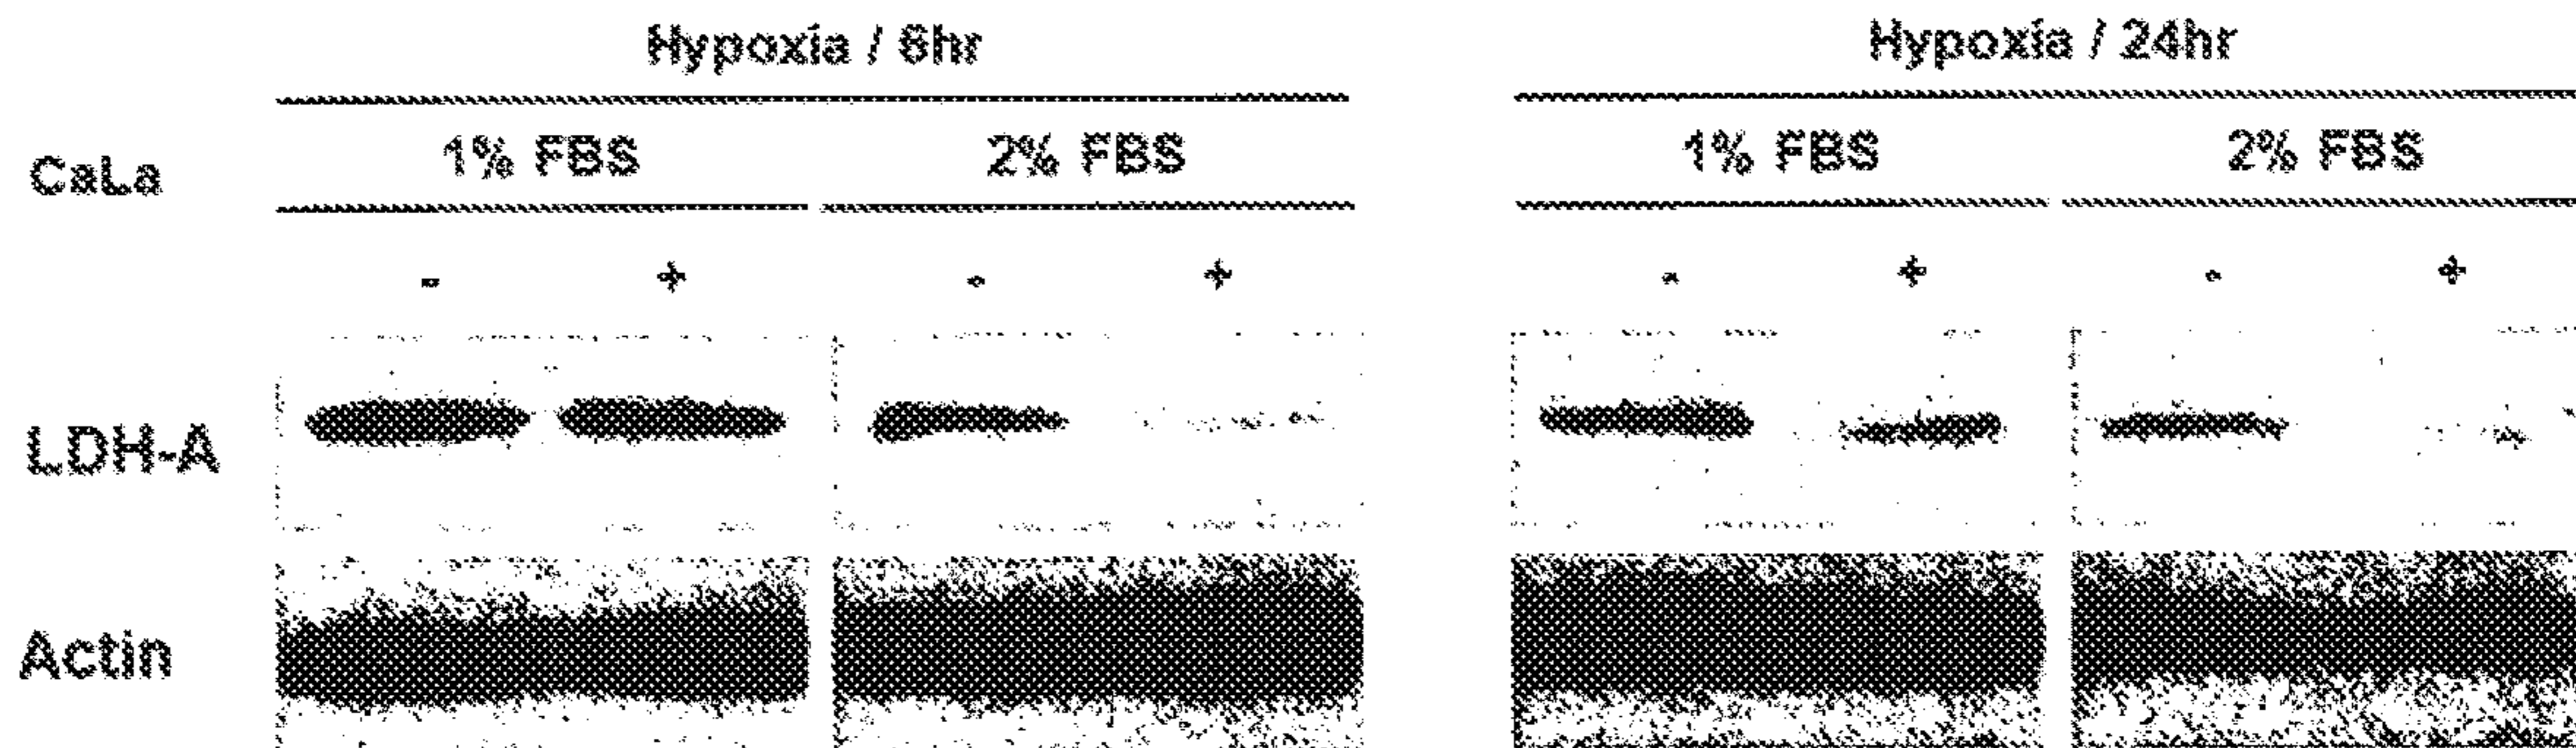 Hypoxia / 6hr Hypoxia / 24hr
CaLa 1% FBS 2% FBS 1% FBS 2% FBS
- + - + - + - +
LDH-A
Actin